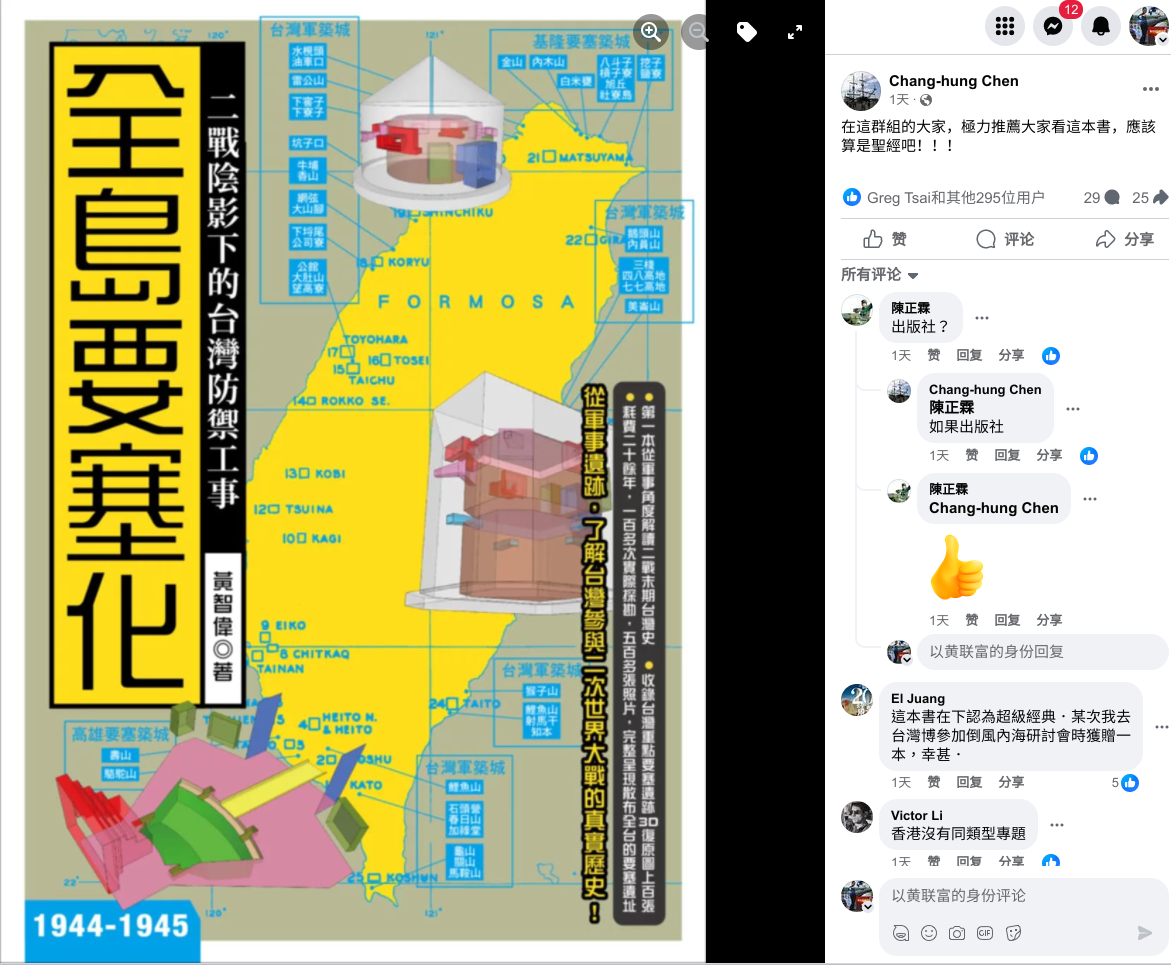 全島要塞化
二戰陰影下的台灣防禦工事
黃智偉◎著
1944-1945
從軍事遺跡，了解台灣參與二次世界大戰的真實歷史！
●第一本從軍事角度解讀二戰末期台灣史 ●收錄台灣重點要塞遺跡3D復原圖上百張
●耗費二十餘年，一百多次實際探勘，五百多張照片，完整呈現散布全台的要塞遺址
120°
121°
台灣軍築城
水梘頭
油車口
雷公山
下寮子
坑子口
牛埔
香山
網弦
大山腳
下埒尾
公司寮
公館
大肚山
望高寮
基隆要塞築城
金山
內木山
白米甕
八斗子
槓子寮
旭丘
社寮島
挖子
鹽寮
21 MATSUYAMA
台灣軍築城
鵲頭山
內員山
三棧
四八高地
七七高地
美崙山
19 SHINCHIKU
22 GIRA
KORYU
FORMOSA
TOYOHARA
17
16 TOSEI
15
TAICHU
14 ROKKO SE.
13 KOBI
12 TSUINA
10 KAGI
9 EIKO
8 CHITKAQ
TAINAN
24 TAITO
4 HEITO N.
& HEITO
5
2
OSHU
KATO
25 KOSHUN
高雄要塞築城
壽山
駱駝山
台灣軍築城
猴子山
鯉魚山
射馬干
知本
台灣軍築城
鯉魚山
石頭營
春日山
加祿堂
龜山
關山
馬鞍山
22°
120°
121°
12
Chang-hung Chen
1天 ·
在這群組的大家，極力推薦大家看這本書，應該
算是聖經吧！！！
Greg Tsai和其他295位用户
29
25
赞
评论
分享
所有评论
陳正霖
出版社？
1天 赞 回复 分享
Chang-hung Chen
陳正霖
如果出版社
1天 赞 回复 分享
陳正霖
Chang-hung Chen
1天 赞 回复 分享
以黄联富的身份回复
El Juang
這本書在下認為超級經典．某次我去
台灣博參加倒風內海研討會時獲贈一
本，幸甚．
1天 赞 回复 分享 5
Victor Li
香港沒有同類型專題
1天 赞 回复 分享
以黄联富的身份评论
GIF